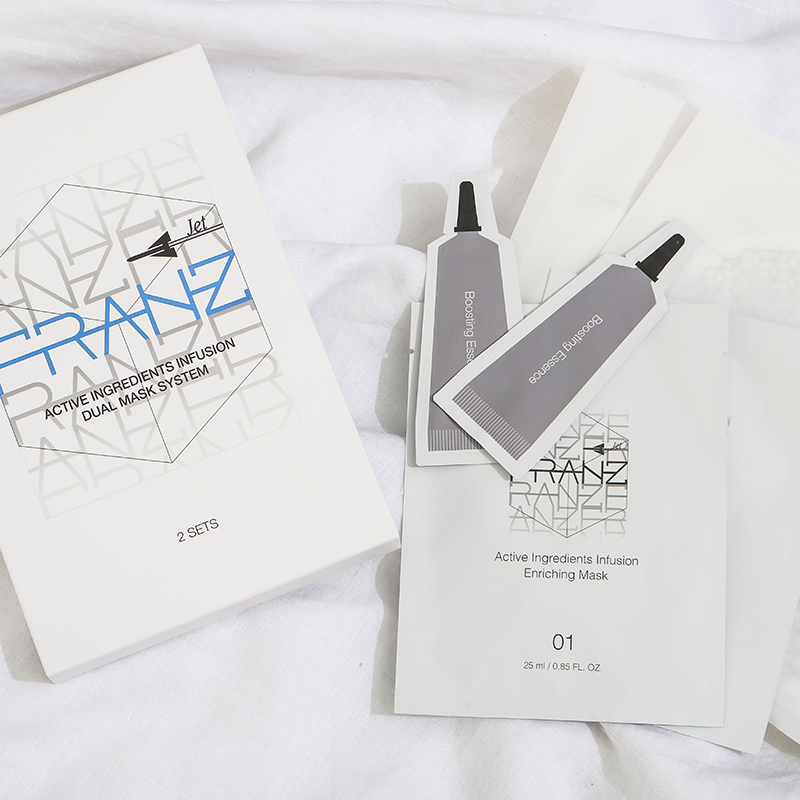 Jet
FRANZ
ACTIVE INGREDIENTS INFUSION
DUAL MASK SYSTEM
2 SETS
Boosting Esse
Boosting Essence
Jet
FRANZ
Active Ingredients Infusion
Enriching Mask
01
25 ml / 0.85 FL. OZ.